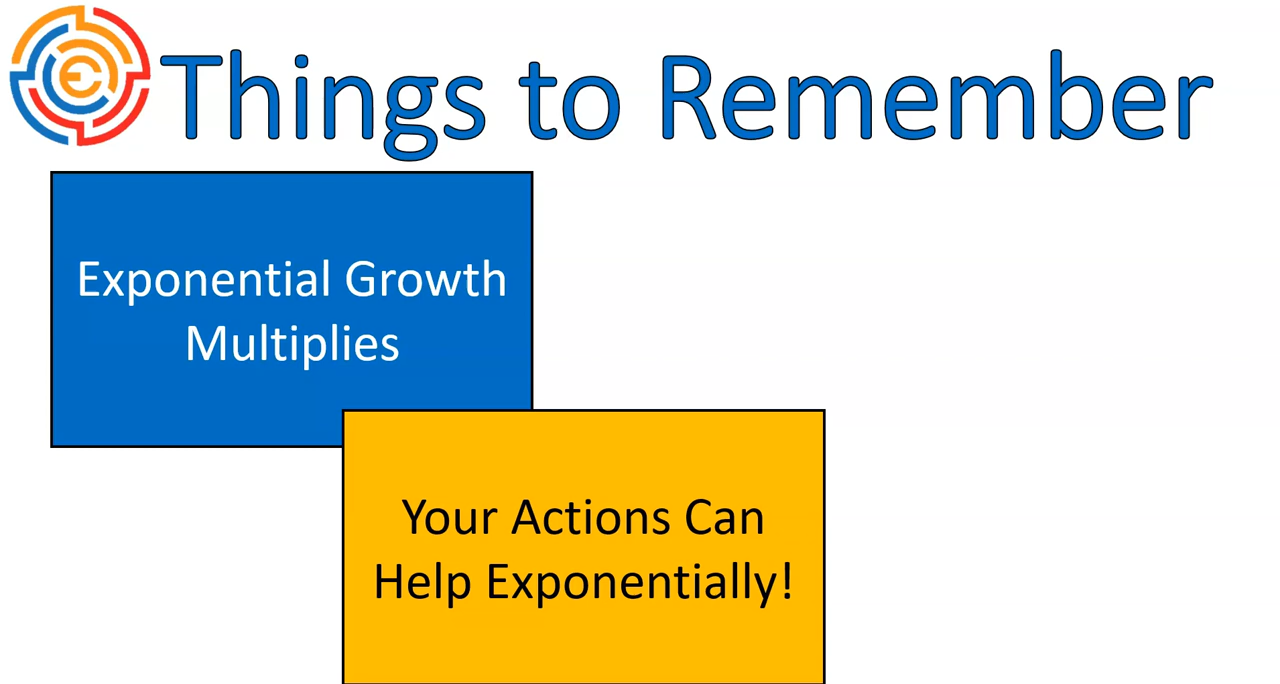 Things to Remember
Exponential Growth
Multiplies
Your Actions Can
Help Exponentially!